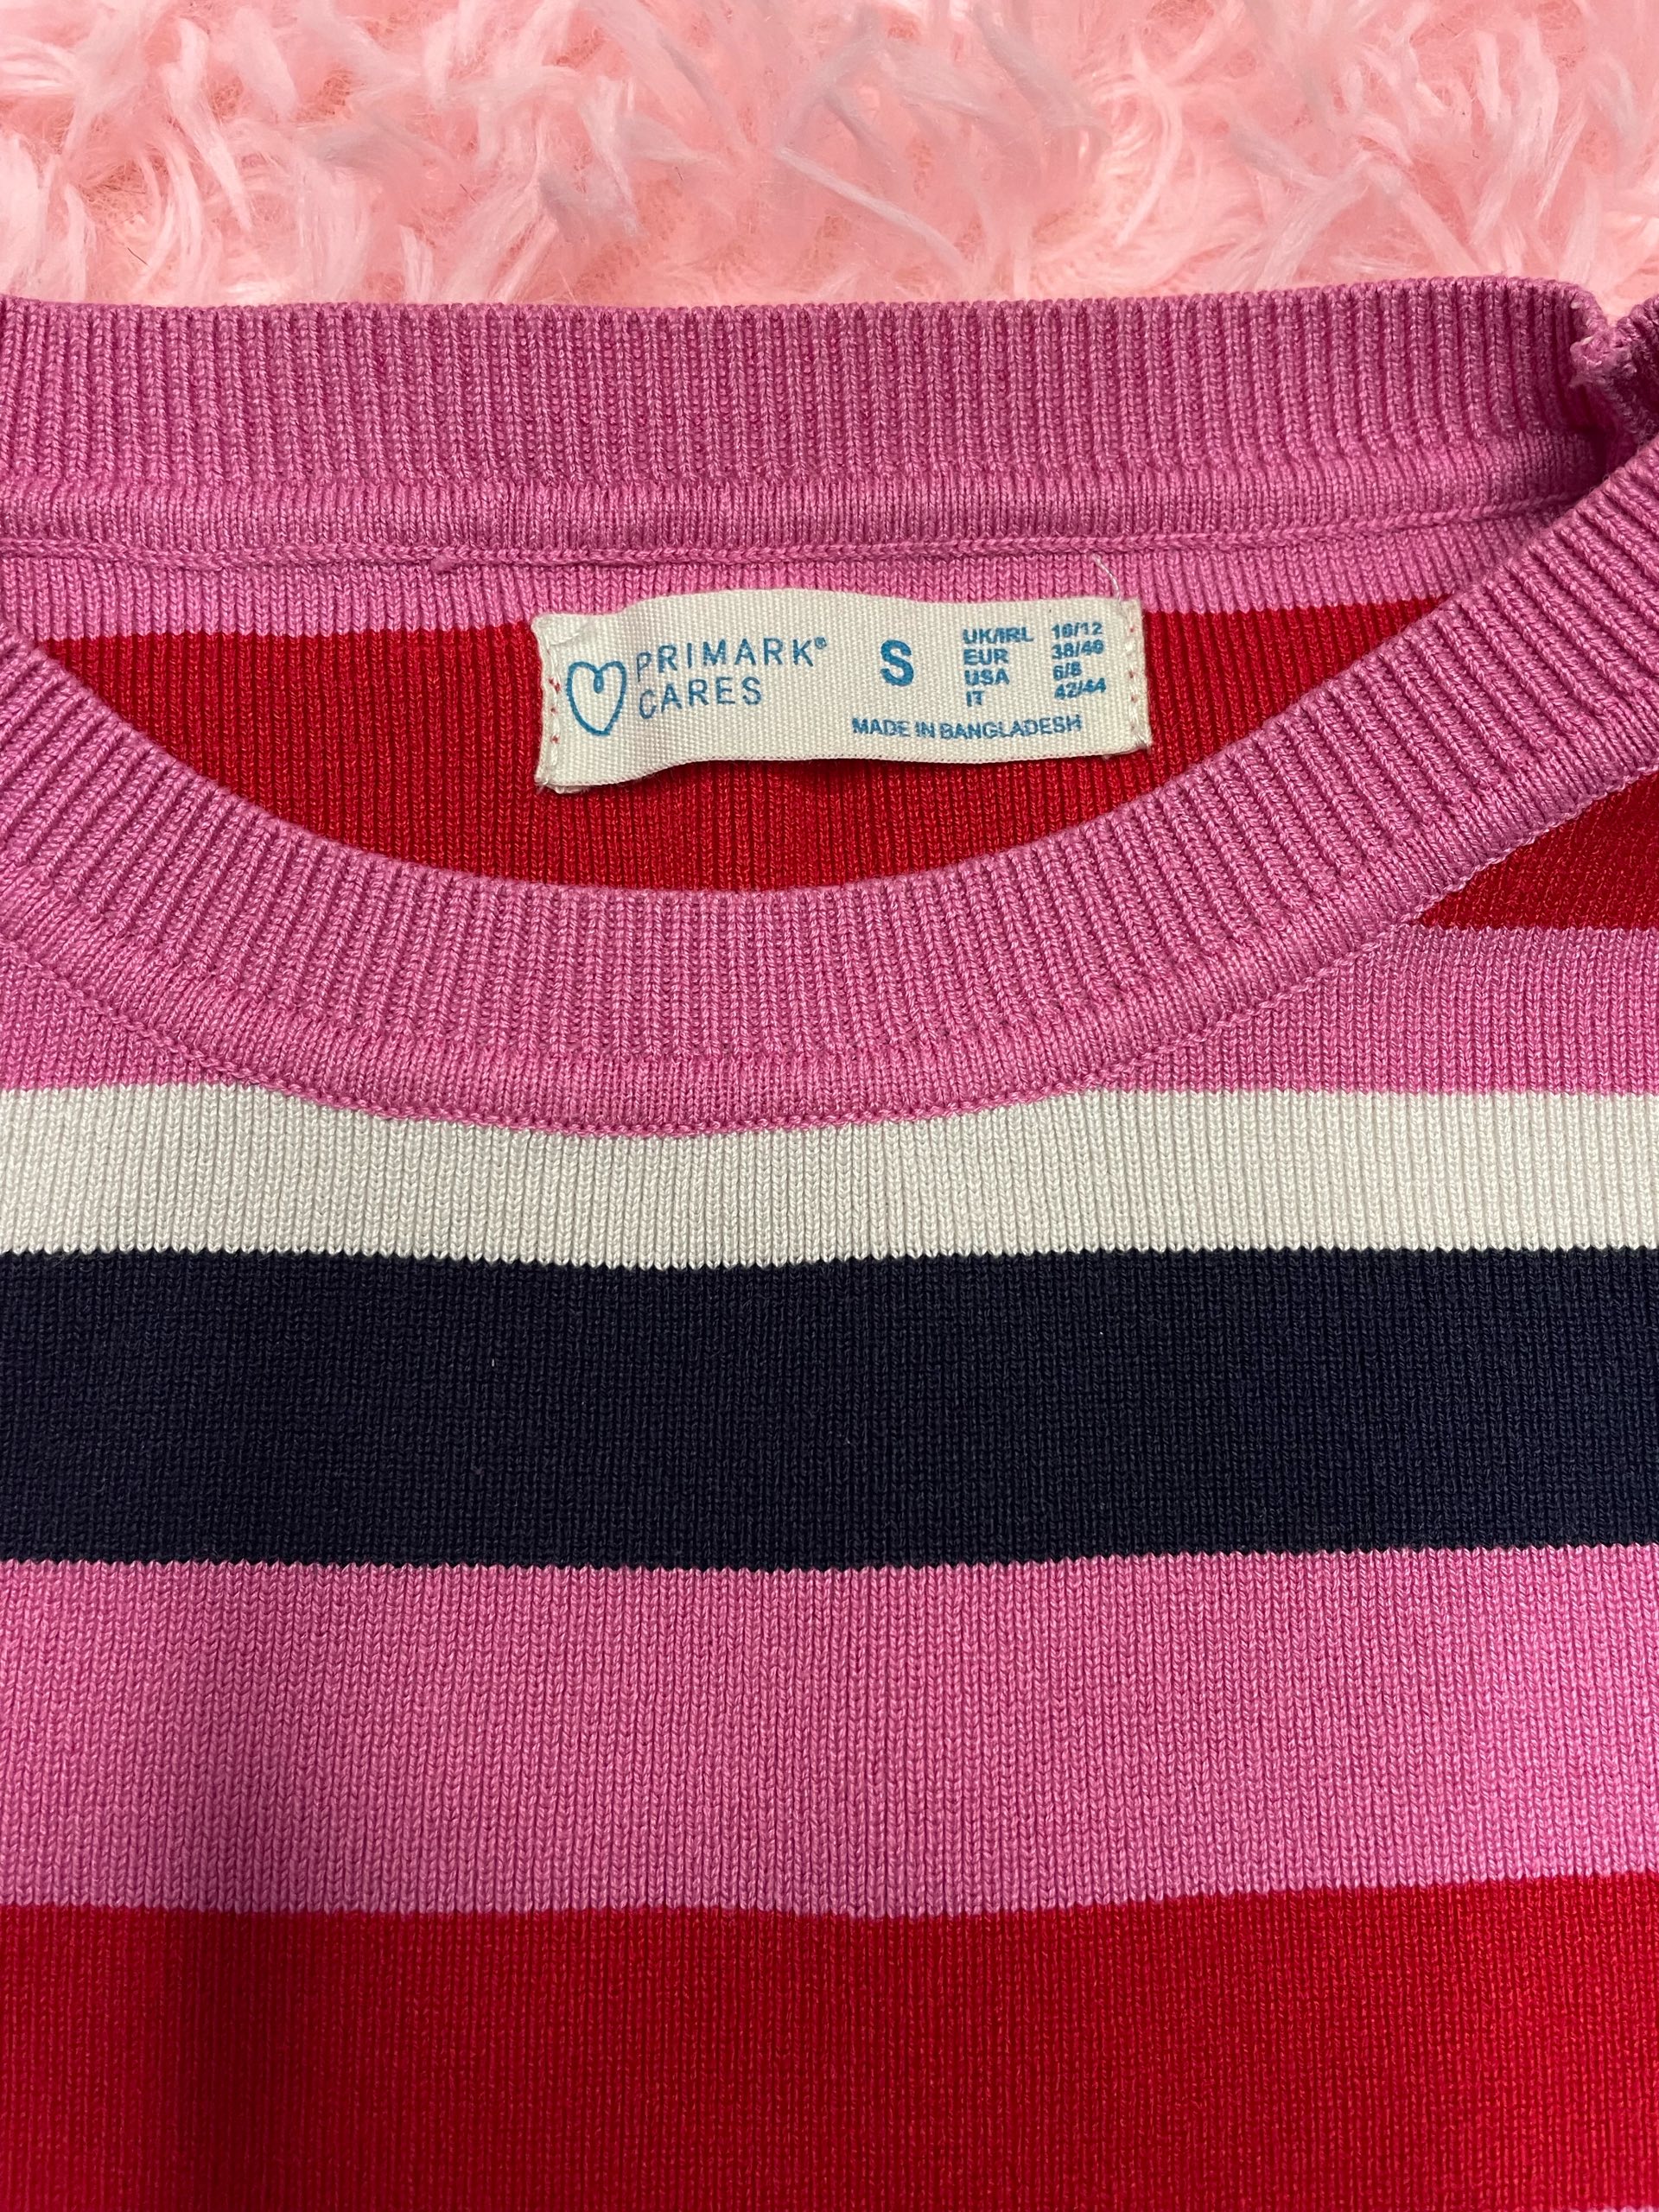 PRIMARK®
CARES
S
UK/IRL 10/12
EUR 38/40
USA 6/8
IT 42/44
MADE IN BANGLADESH